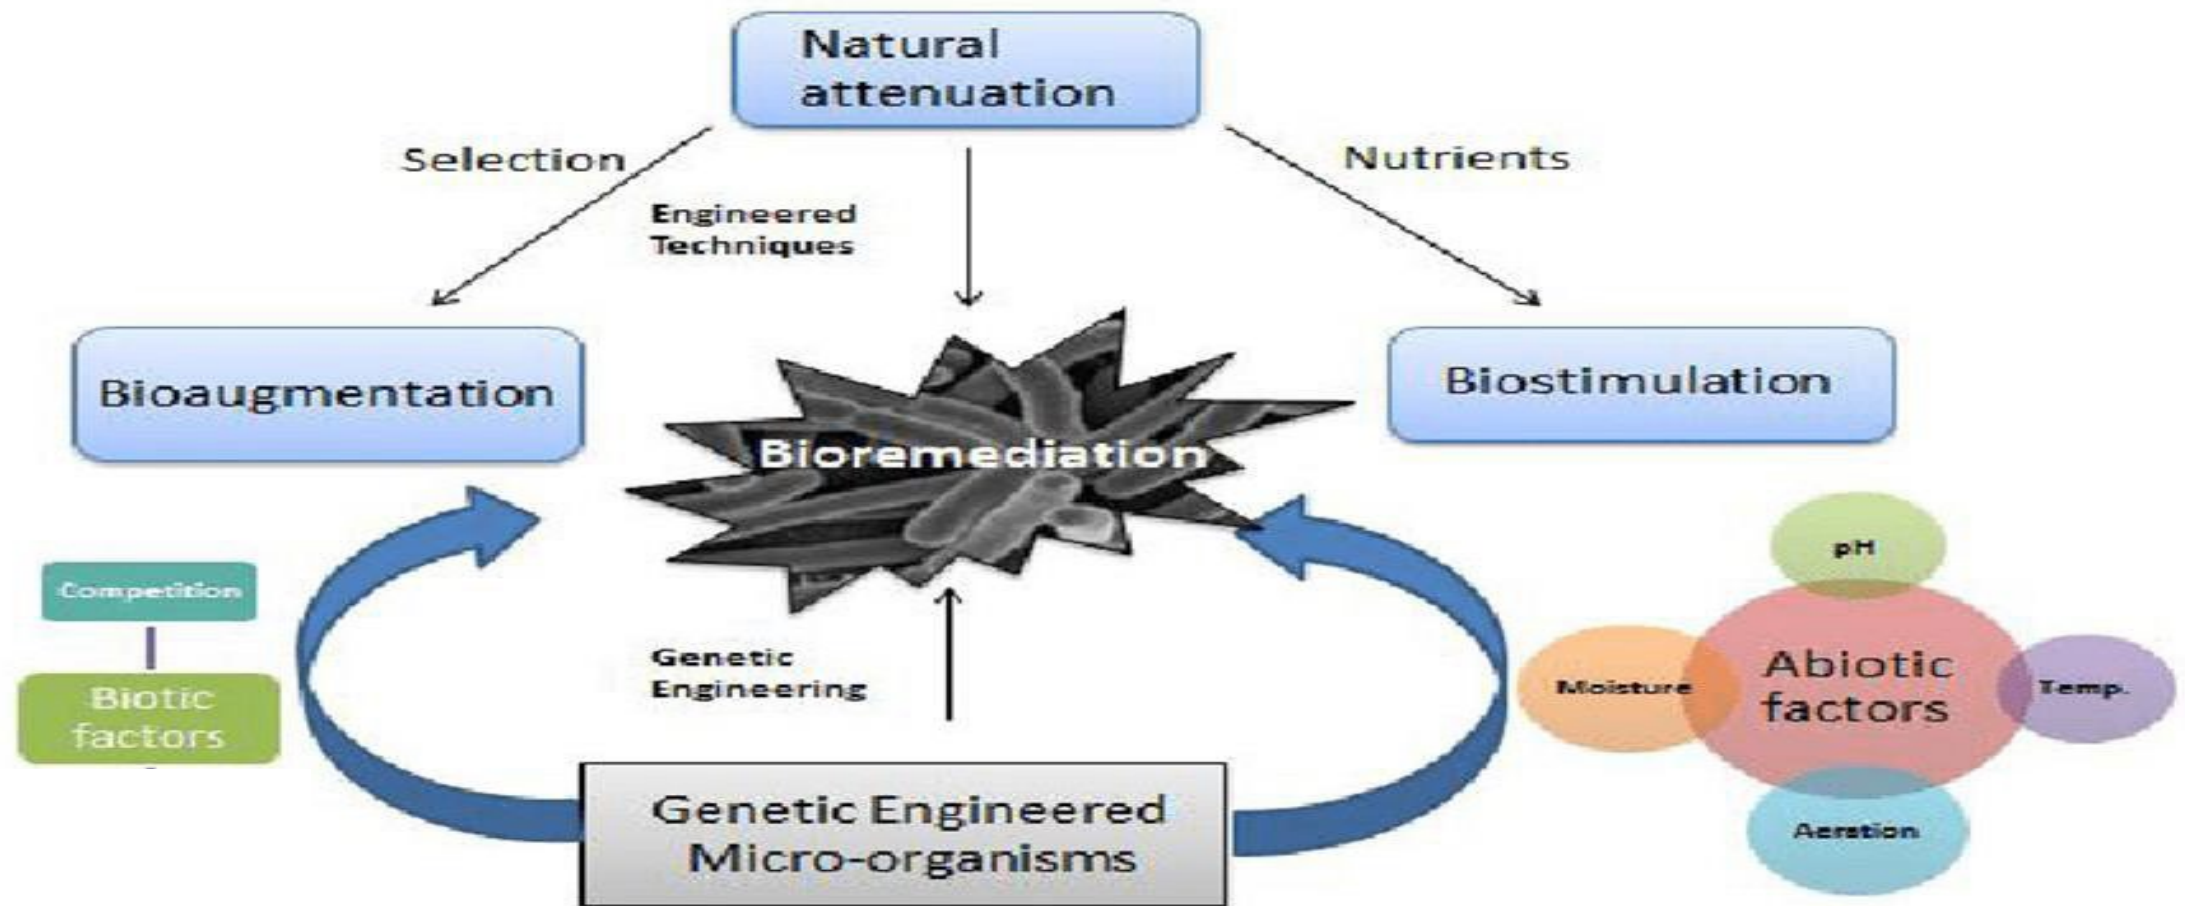 Natural
attenuation
Selection
Nutrients
Engineered
Techniques
Bioaugmentation
Biostimulation
Bioremediation
pH
Competition
Biotic
factors
Genetic
Engineering
Moisture
Abiotic
factors
Temp.
Aeration
Genetic Engineered
Micro-organisms